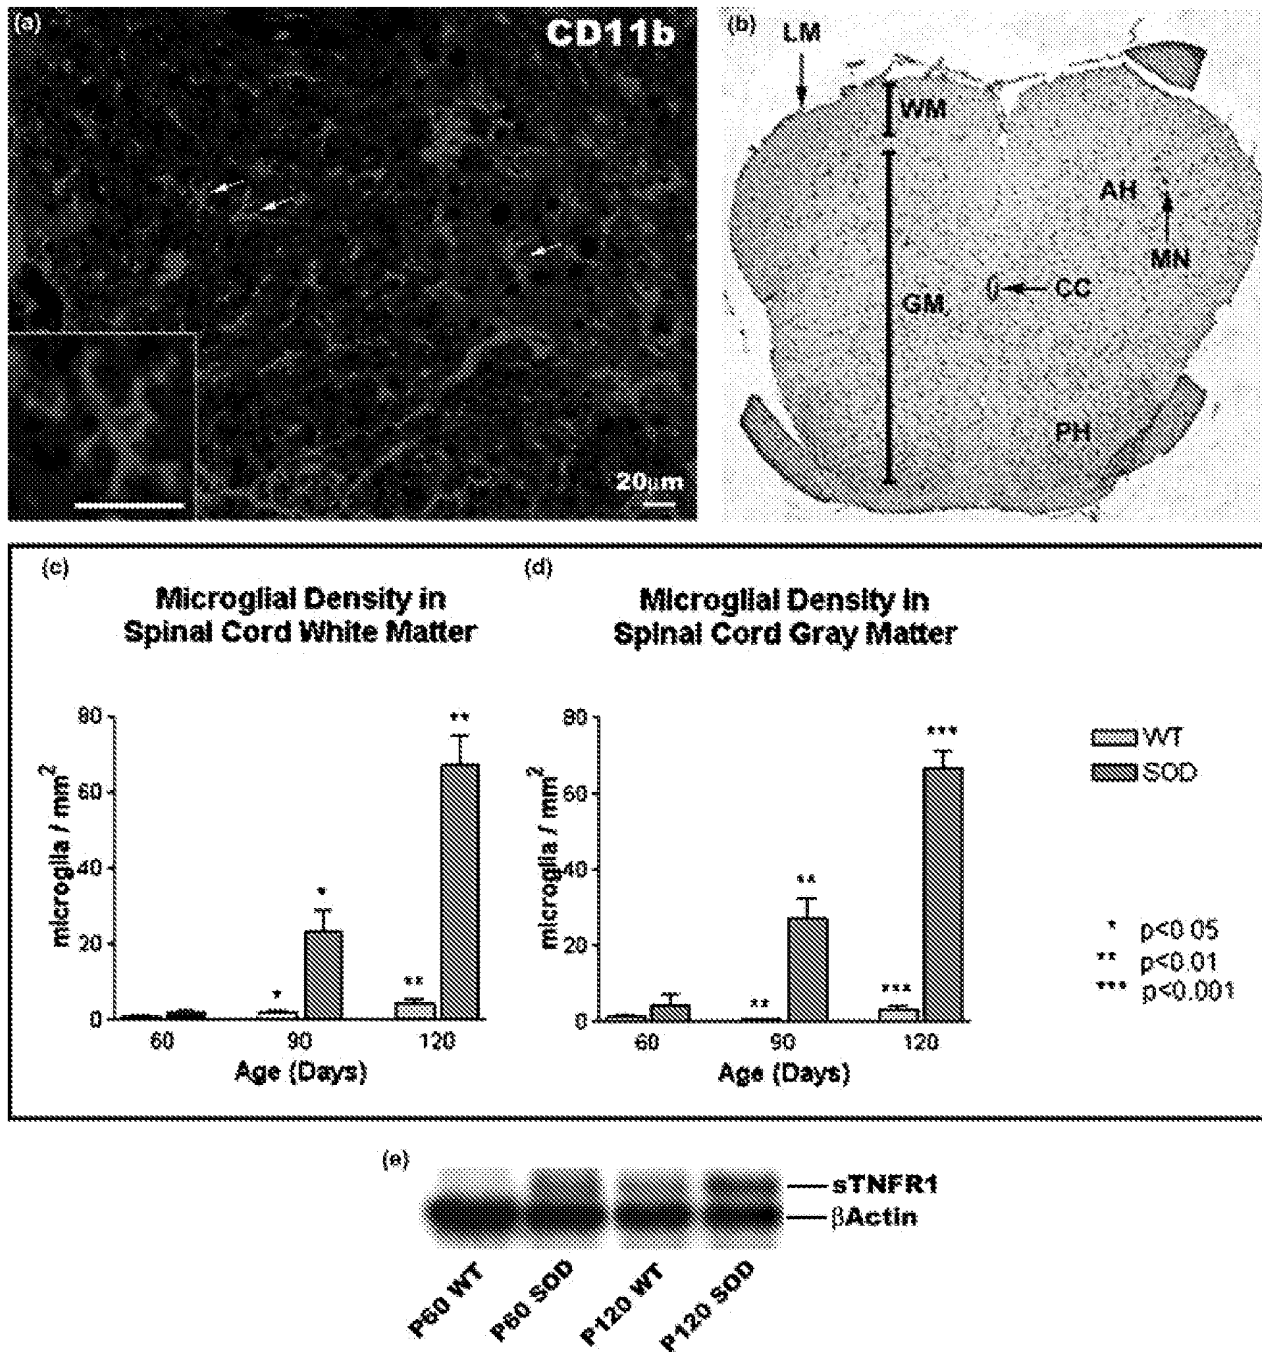 (a)
CD11b
20μm
(b)
LM
WM
AH
MN
GM
CC
PH
(c)
Microglial Density in
Spinal Cord White Matter
microglia / mm²
80
60
40
20
0
*
**
*
**
60
90
120
Age (Days)
(d)
Microglial Density in
Spinal Cord Gray Matter
microglia / mm²
80
60
40
20
0
**
***
**
***
60
90
120
Age (Days)
WT
SOD
* p<0.05
** p<0.01
*** p<0.001
(e)
sTNFR1
βActin
P60 WT
P60 SOD
P120 WT
P120 SOD